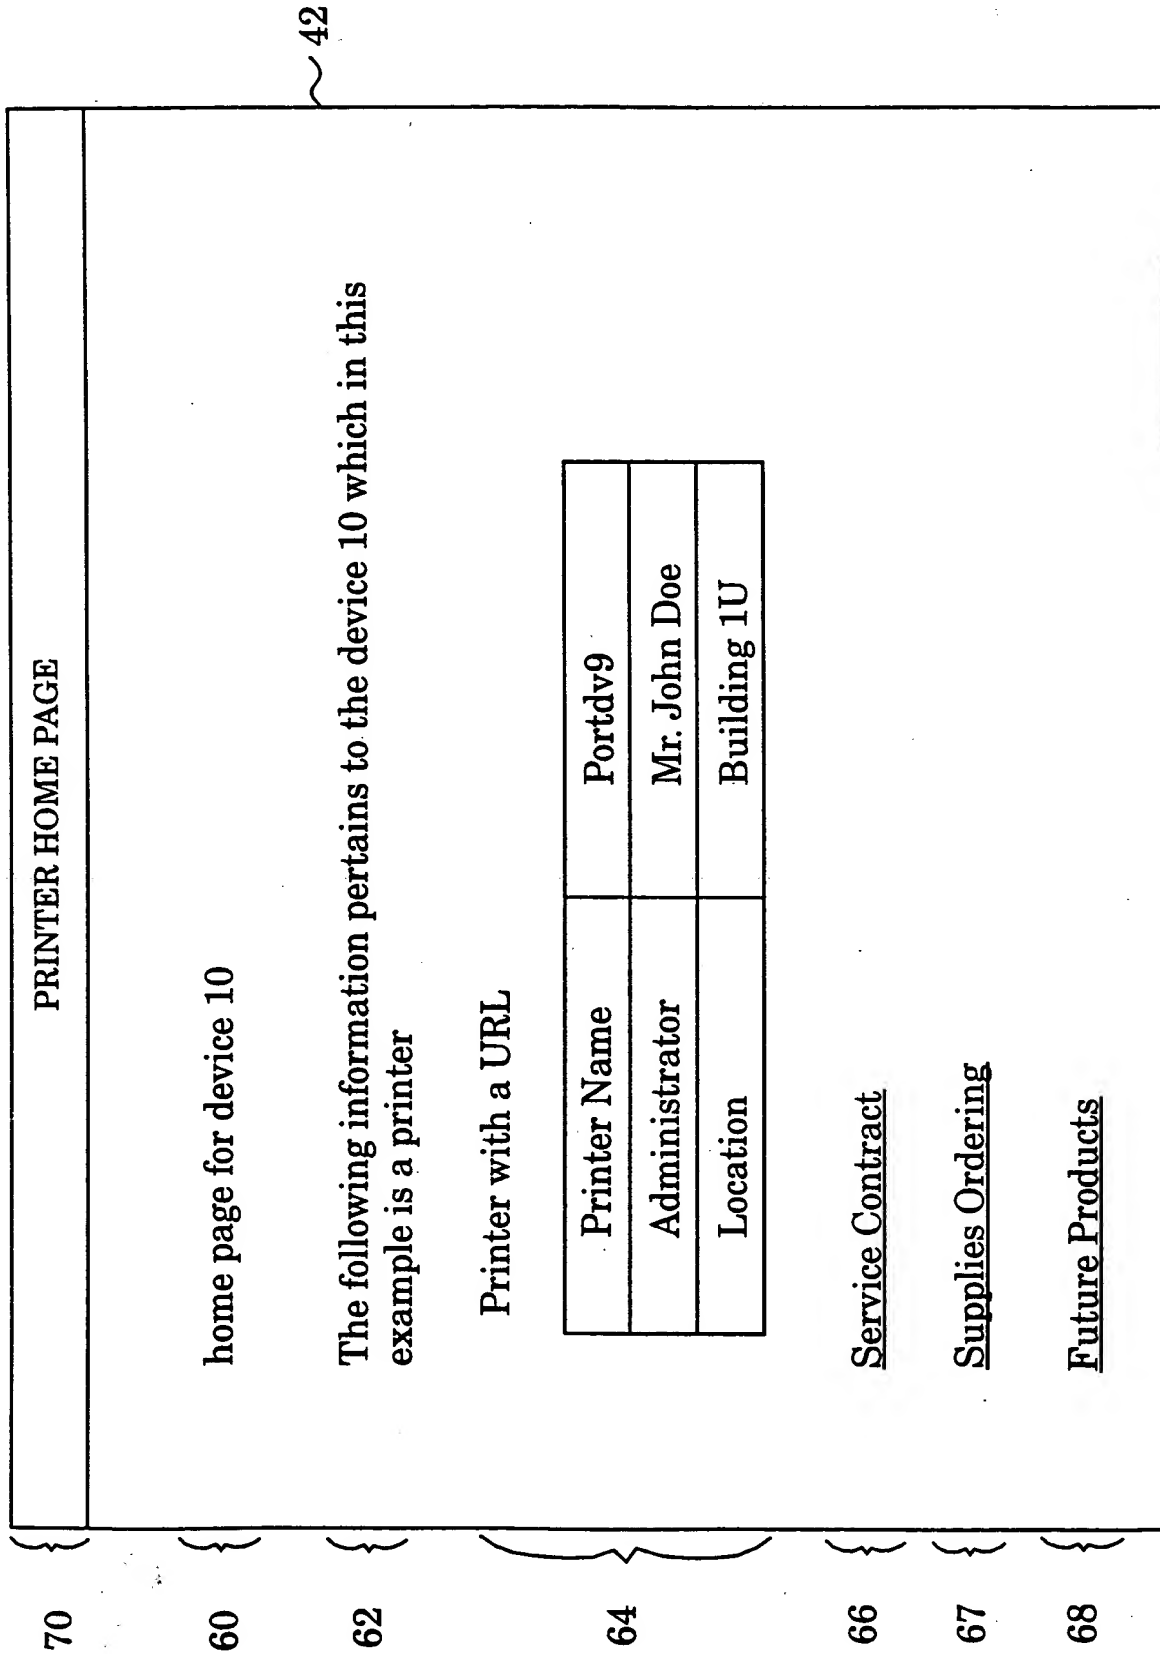 42
70 PRINTER HOME PAGE
60 home page for device 10
62 The following information pertains to the device 10 which in this
example is a printer
Printer with a URL
64
Printer Name Portdv9
Administrator Mr. John Doe
Location Building 1U
66 Service Contract
67 Supplies Ordering
68 Future Products